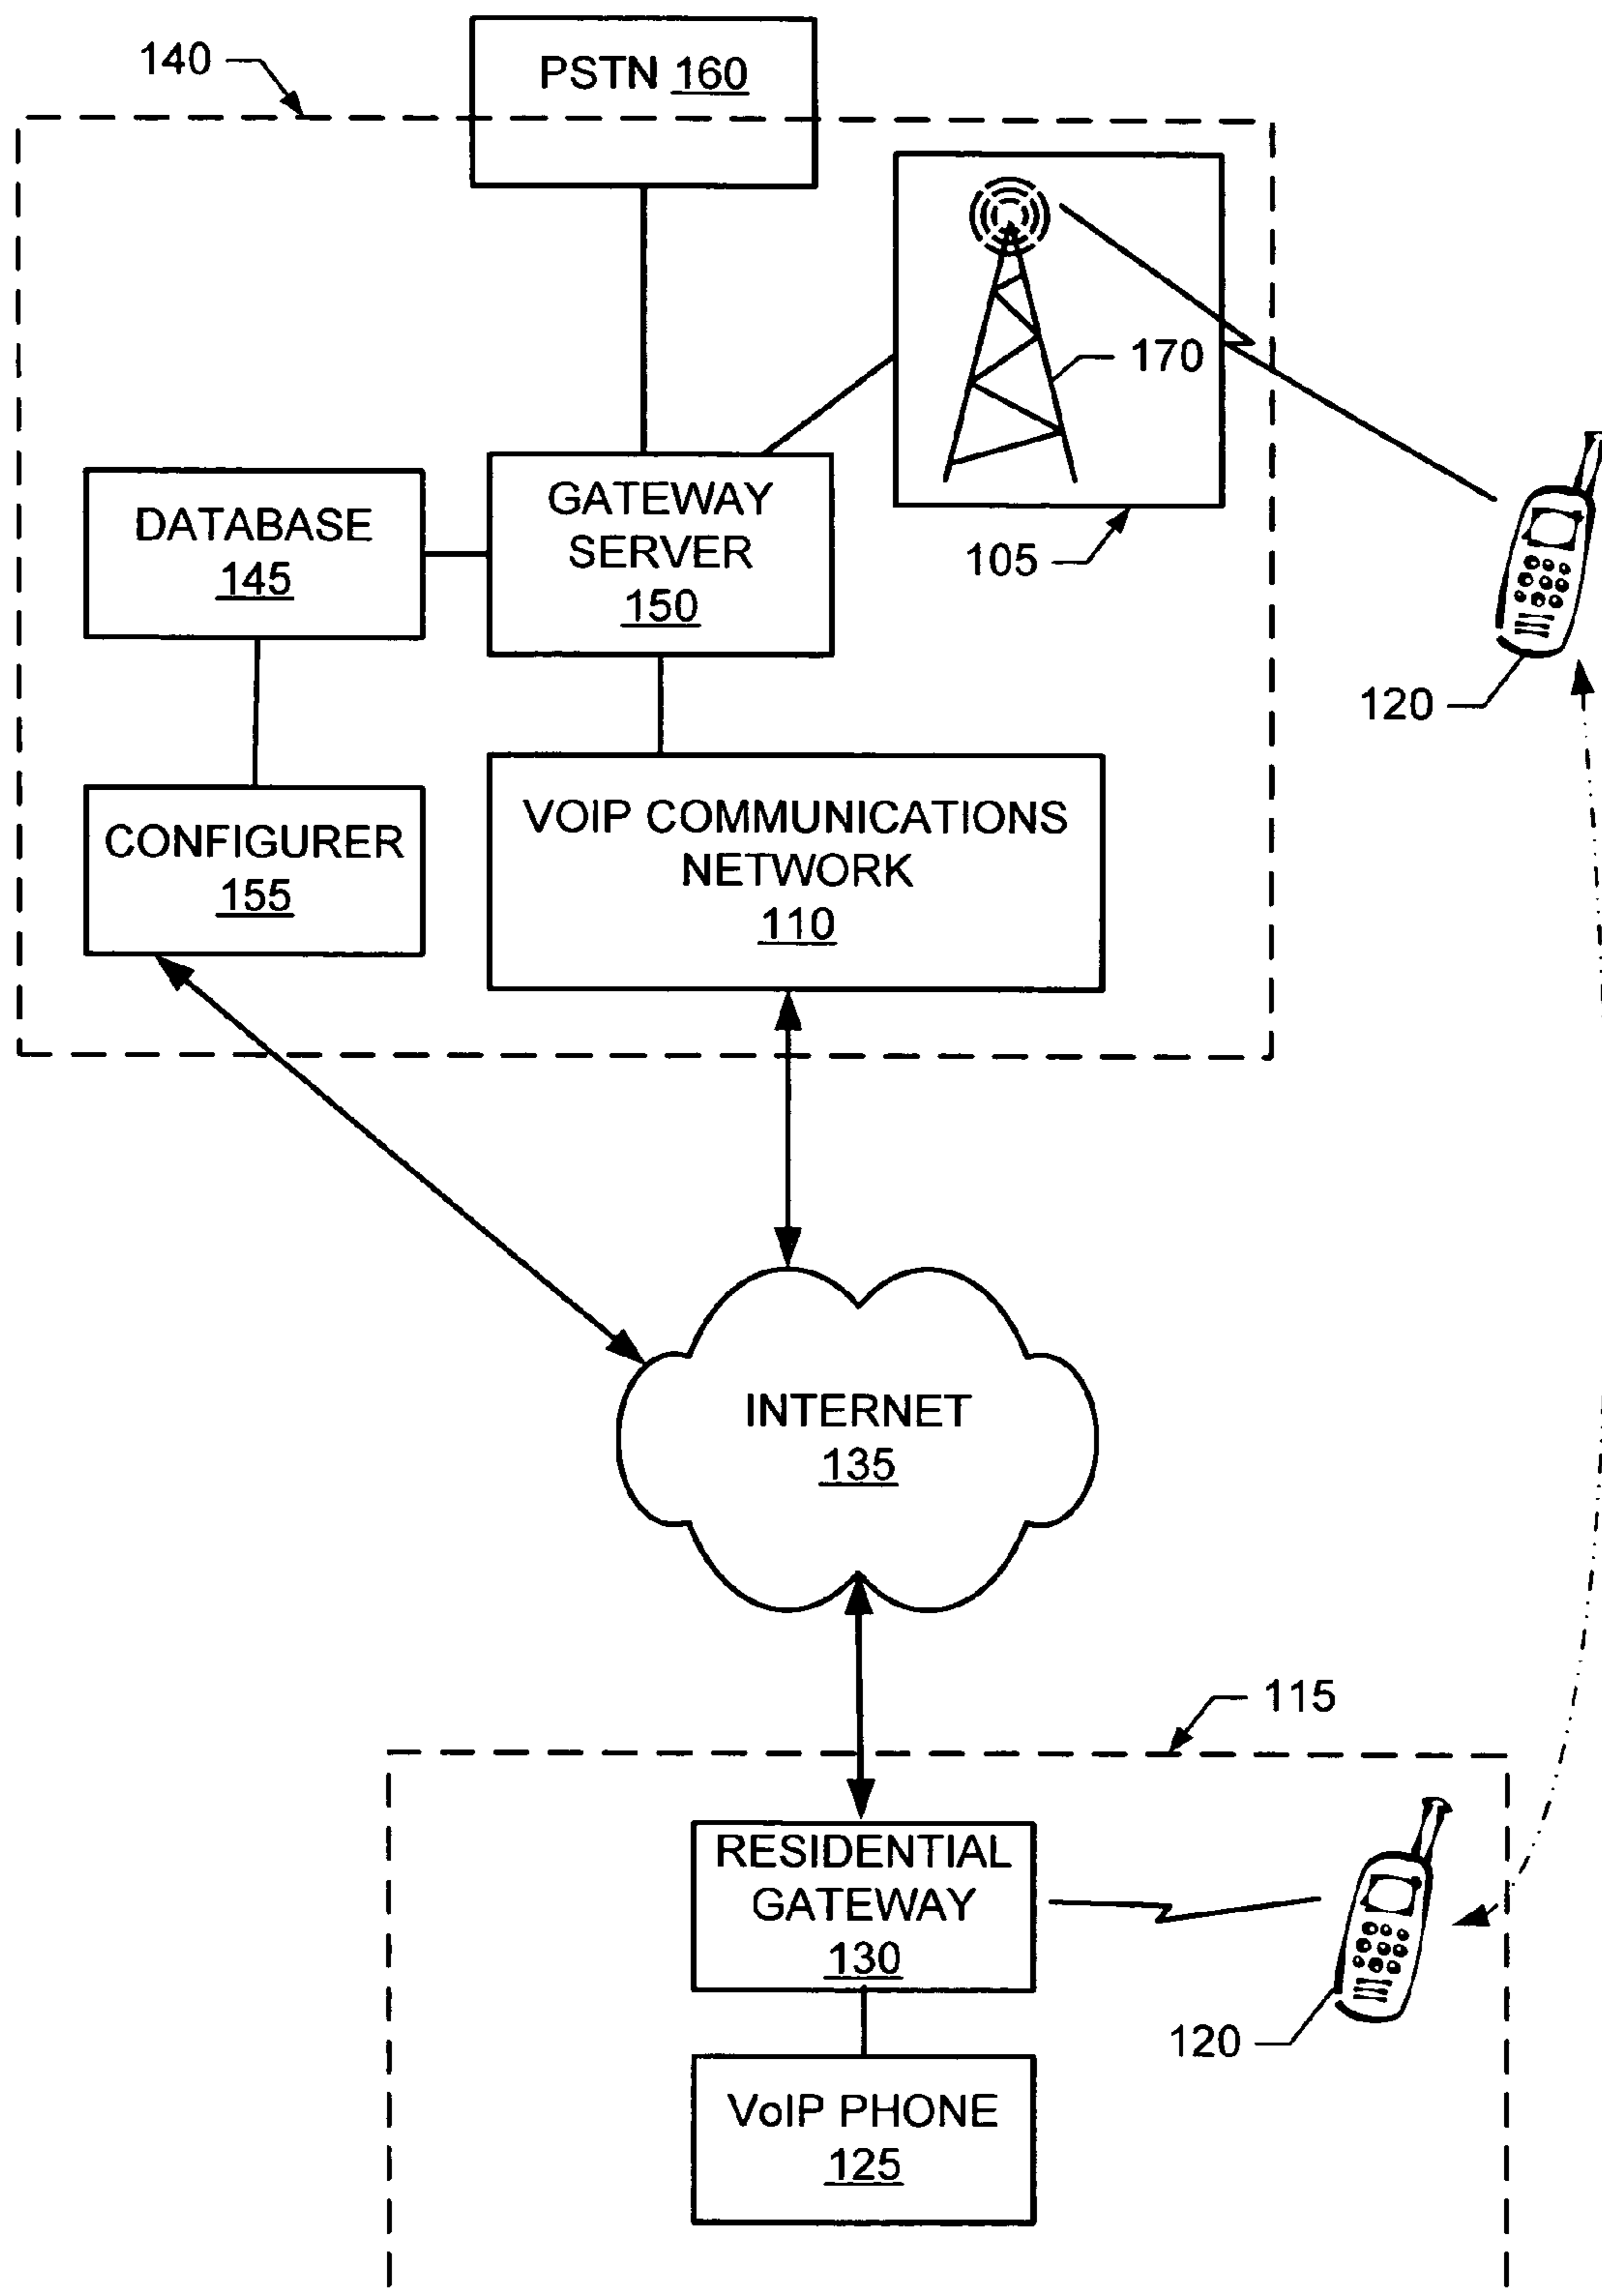 PSTN 160
140
170
GATEWAY
SERVER
150
DATABASE
145
105
120
VOIP COMMUNICATIONS
NETWORK
110
CONFIGURER
155
INTERNET
135
115
RESIDENTIAL
GATEWAY
130
120
VoIP PHONE
125